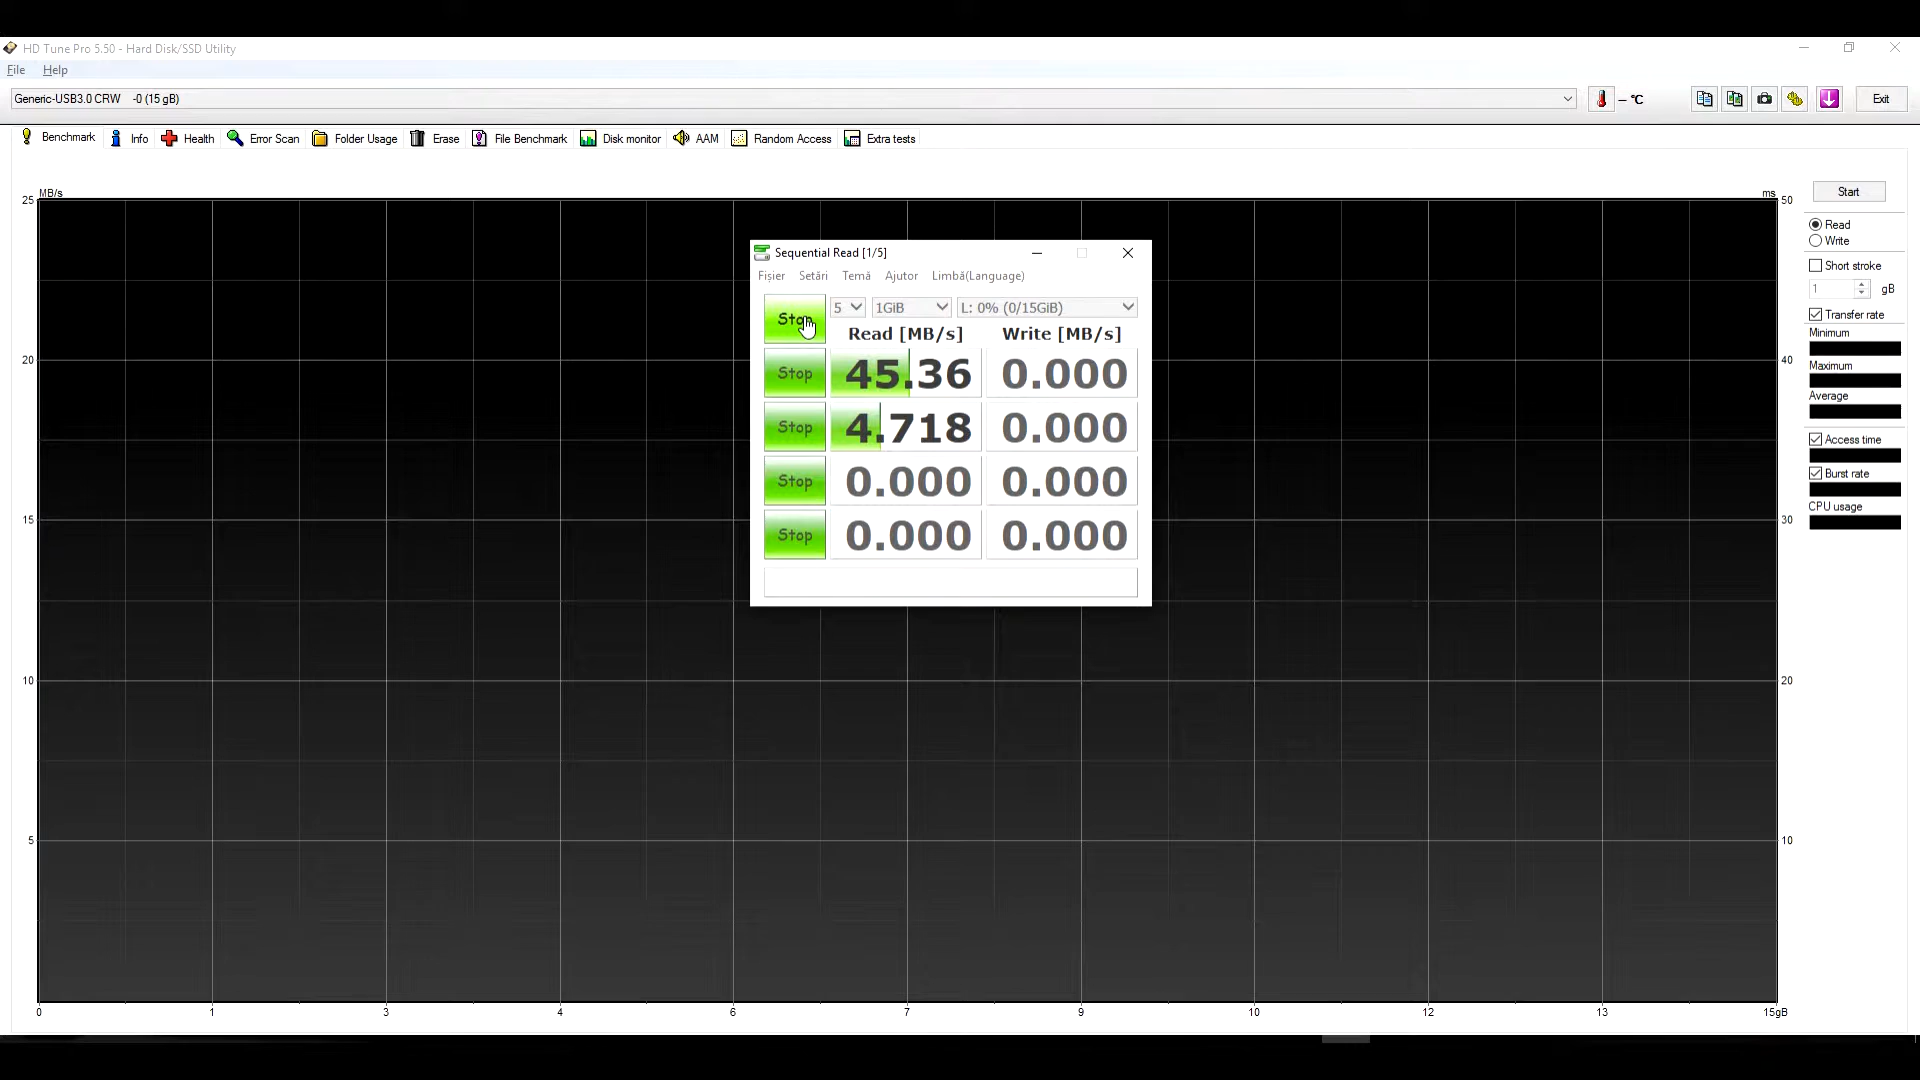 HD Tune Pro 5.50 - Hard Disk/SSD Utility
File Help
Generic-USB3.0 CRW -0 (15 gB)
– °C
Exit
Benchmark Info Health Error Scan Folder Usage Erase File Benchmark Disk monitor AAM Random Access Extra tests
MB/s
ms
25
20
15
10
5
50
40
30
20
10
0 1 3 4 6 7 9 10 12 13 15gB
Start
Read
Write
Short stroke
1 gB
Transfer rate
Minimum
Maximum
Average
Access time
Burst rate
CPU usage
Sequential Read [1/5]
Fișier Setări Temă Ajutor Limbă(Language)
Stop 5 1GiB L: 0% (0/15GiB)
Read [MB/s] Write [MB/s]
Stop 45.36 0.000
Stop 4.718 0.000
Stop 0.000 0.000
Stop 0.000 0.000